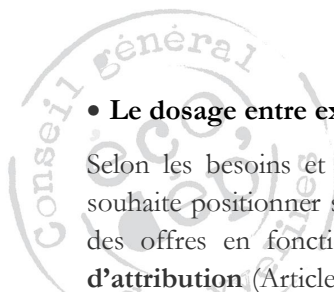 Conseil général
• Le dosage entre ex
Selon les besoins et
souhaite positionner s
des offres en foncti
d'attribution (Article